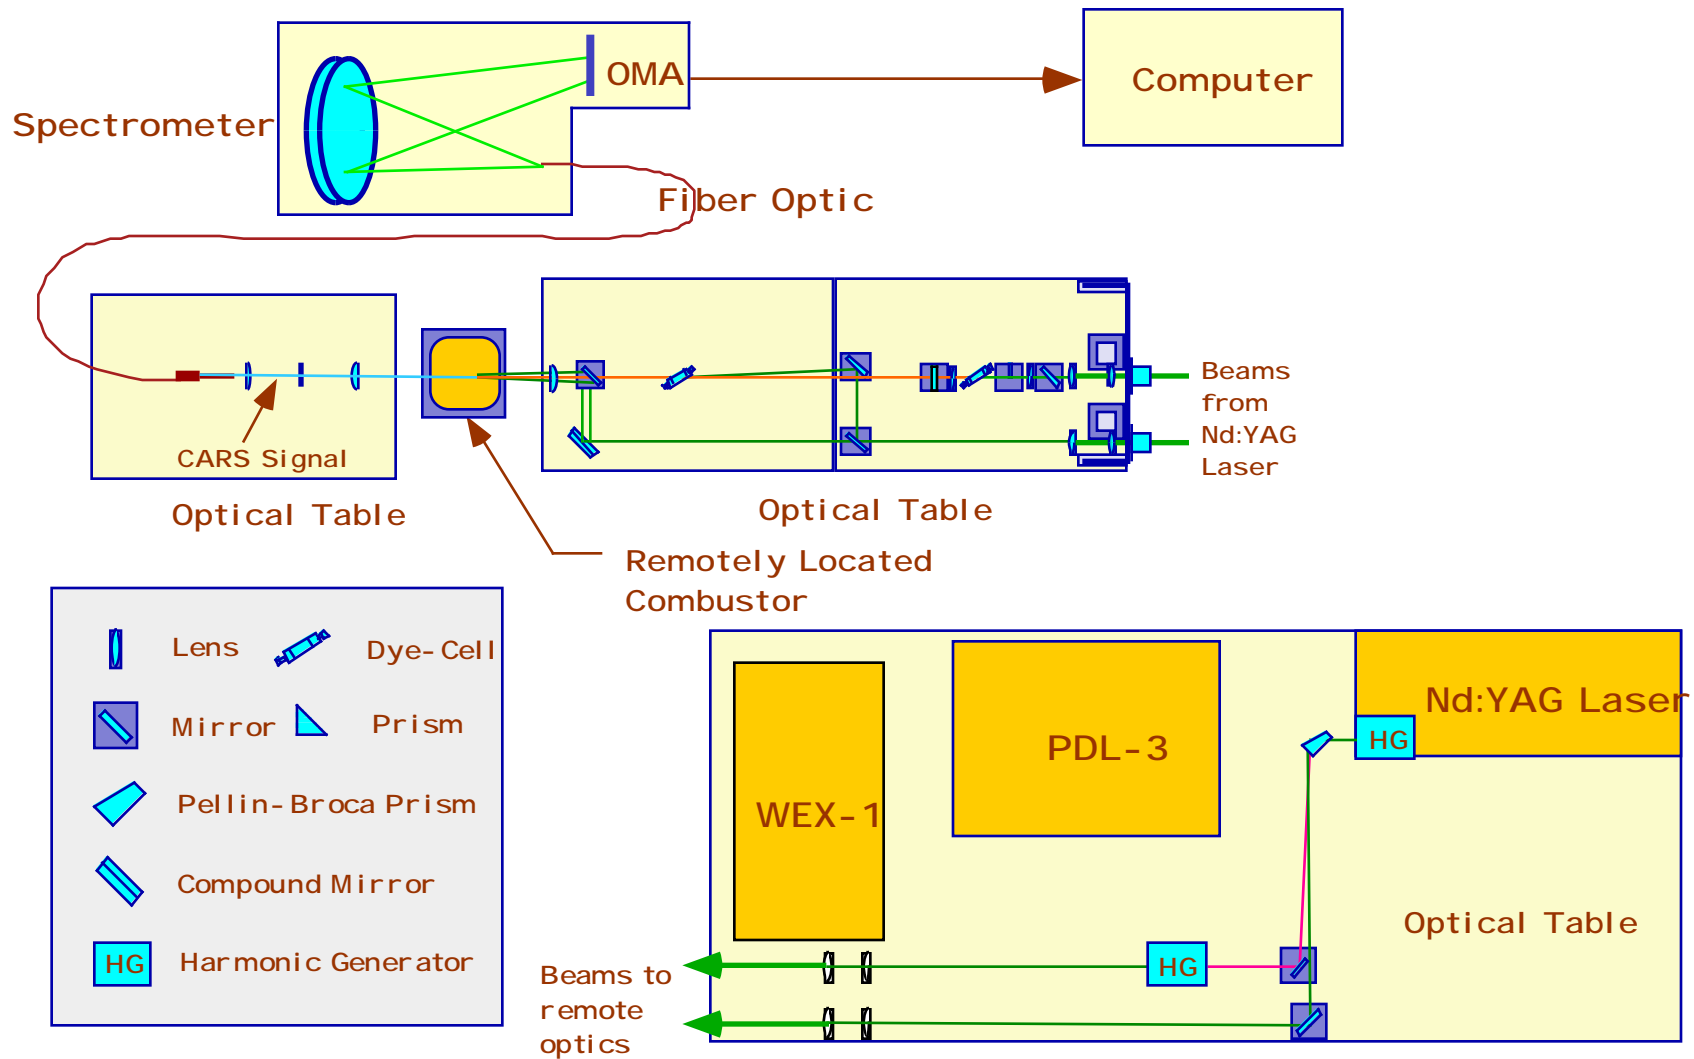 OMA
Computer
Spectrometer
Fiber Optic
Beams
from
Nd:YAG
Laser
CARS Signal
Optical Table
Optical Table
Remotely Located
Combustor
Lens
Dye-Cell
Mirror
Prism
Pellin-Broca Prism
Compound Mirror
HG
Harmonic Generator
Nd:YAG Laser
HG
PDL-3
WEX-1
Optical Table
HG
Beams to
remote
optics